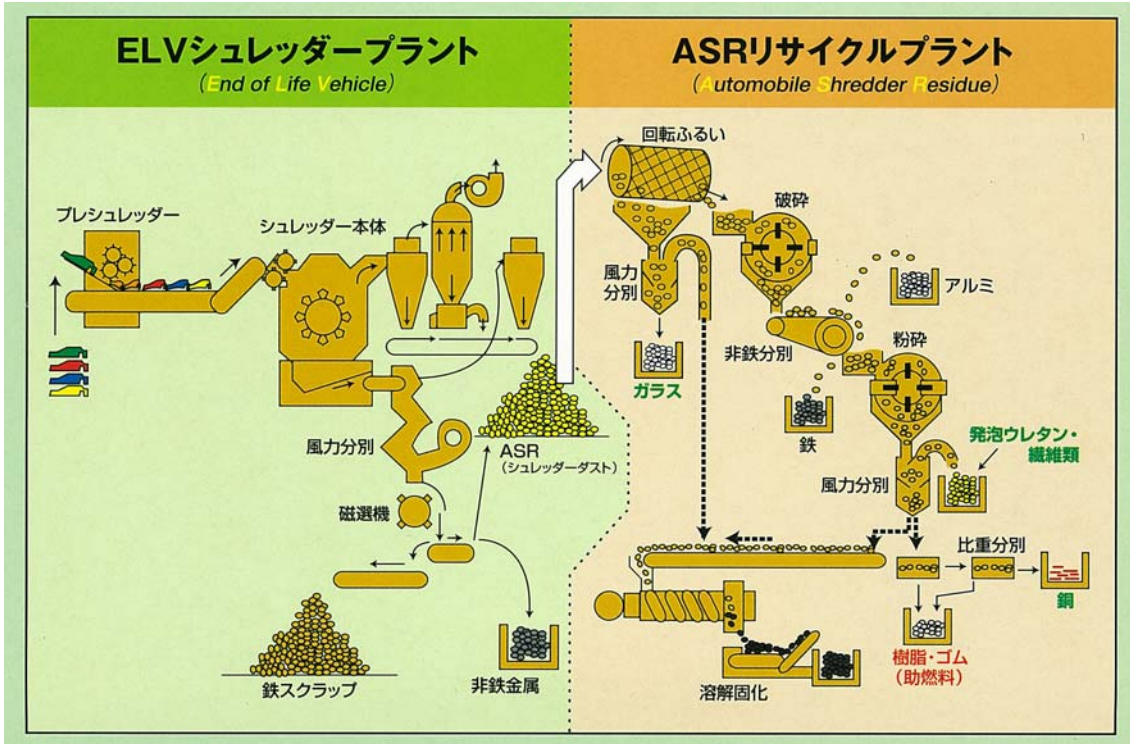 ELVシュレッダープラント
(End of Life Vehicle)
プレシュレッダー
シュレッダー本体
風力分別
磁選機
ASR
(シュレッダーダスト)
鉄スクラップ
非鉄金属
ASRリサイクルプラント
(Automobile Shredder Residue)
回転ふるい
破砕
風力
分別
ガラス
アルミ
非鉄分別
鉄
粉砕
発泡ウレタン・
繊維類
風力分別
比重分別
銅
樹脂・ゴム
(助燃料)
溶解固化